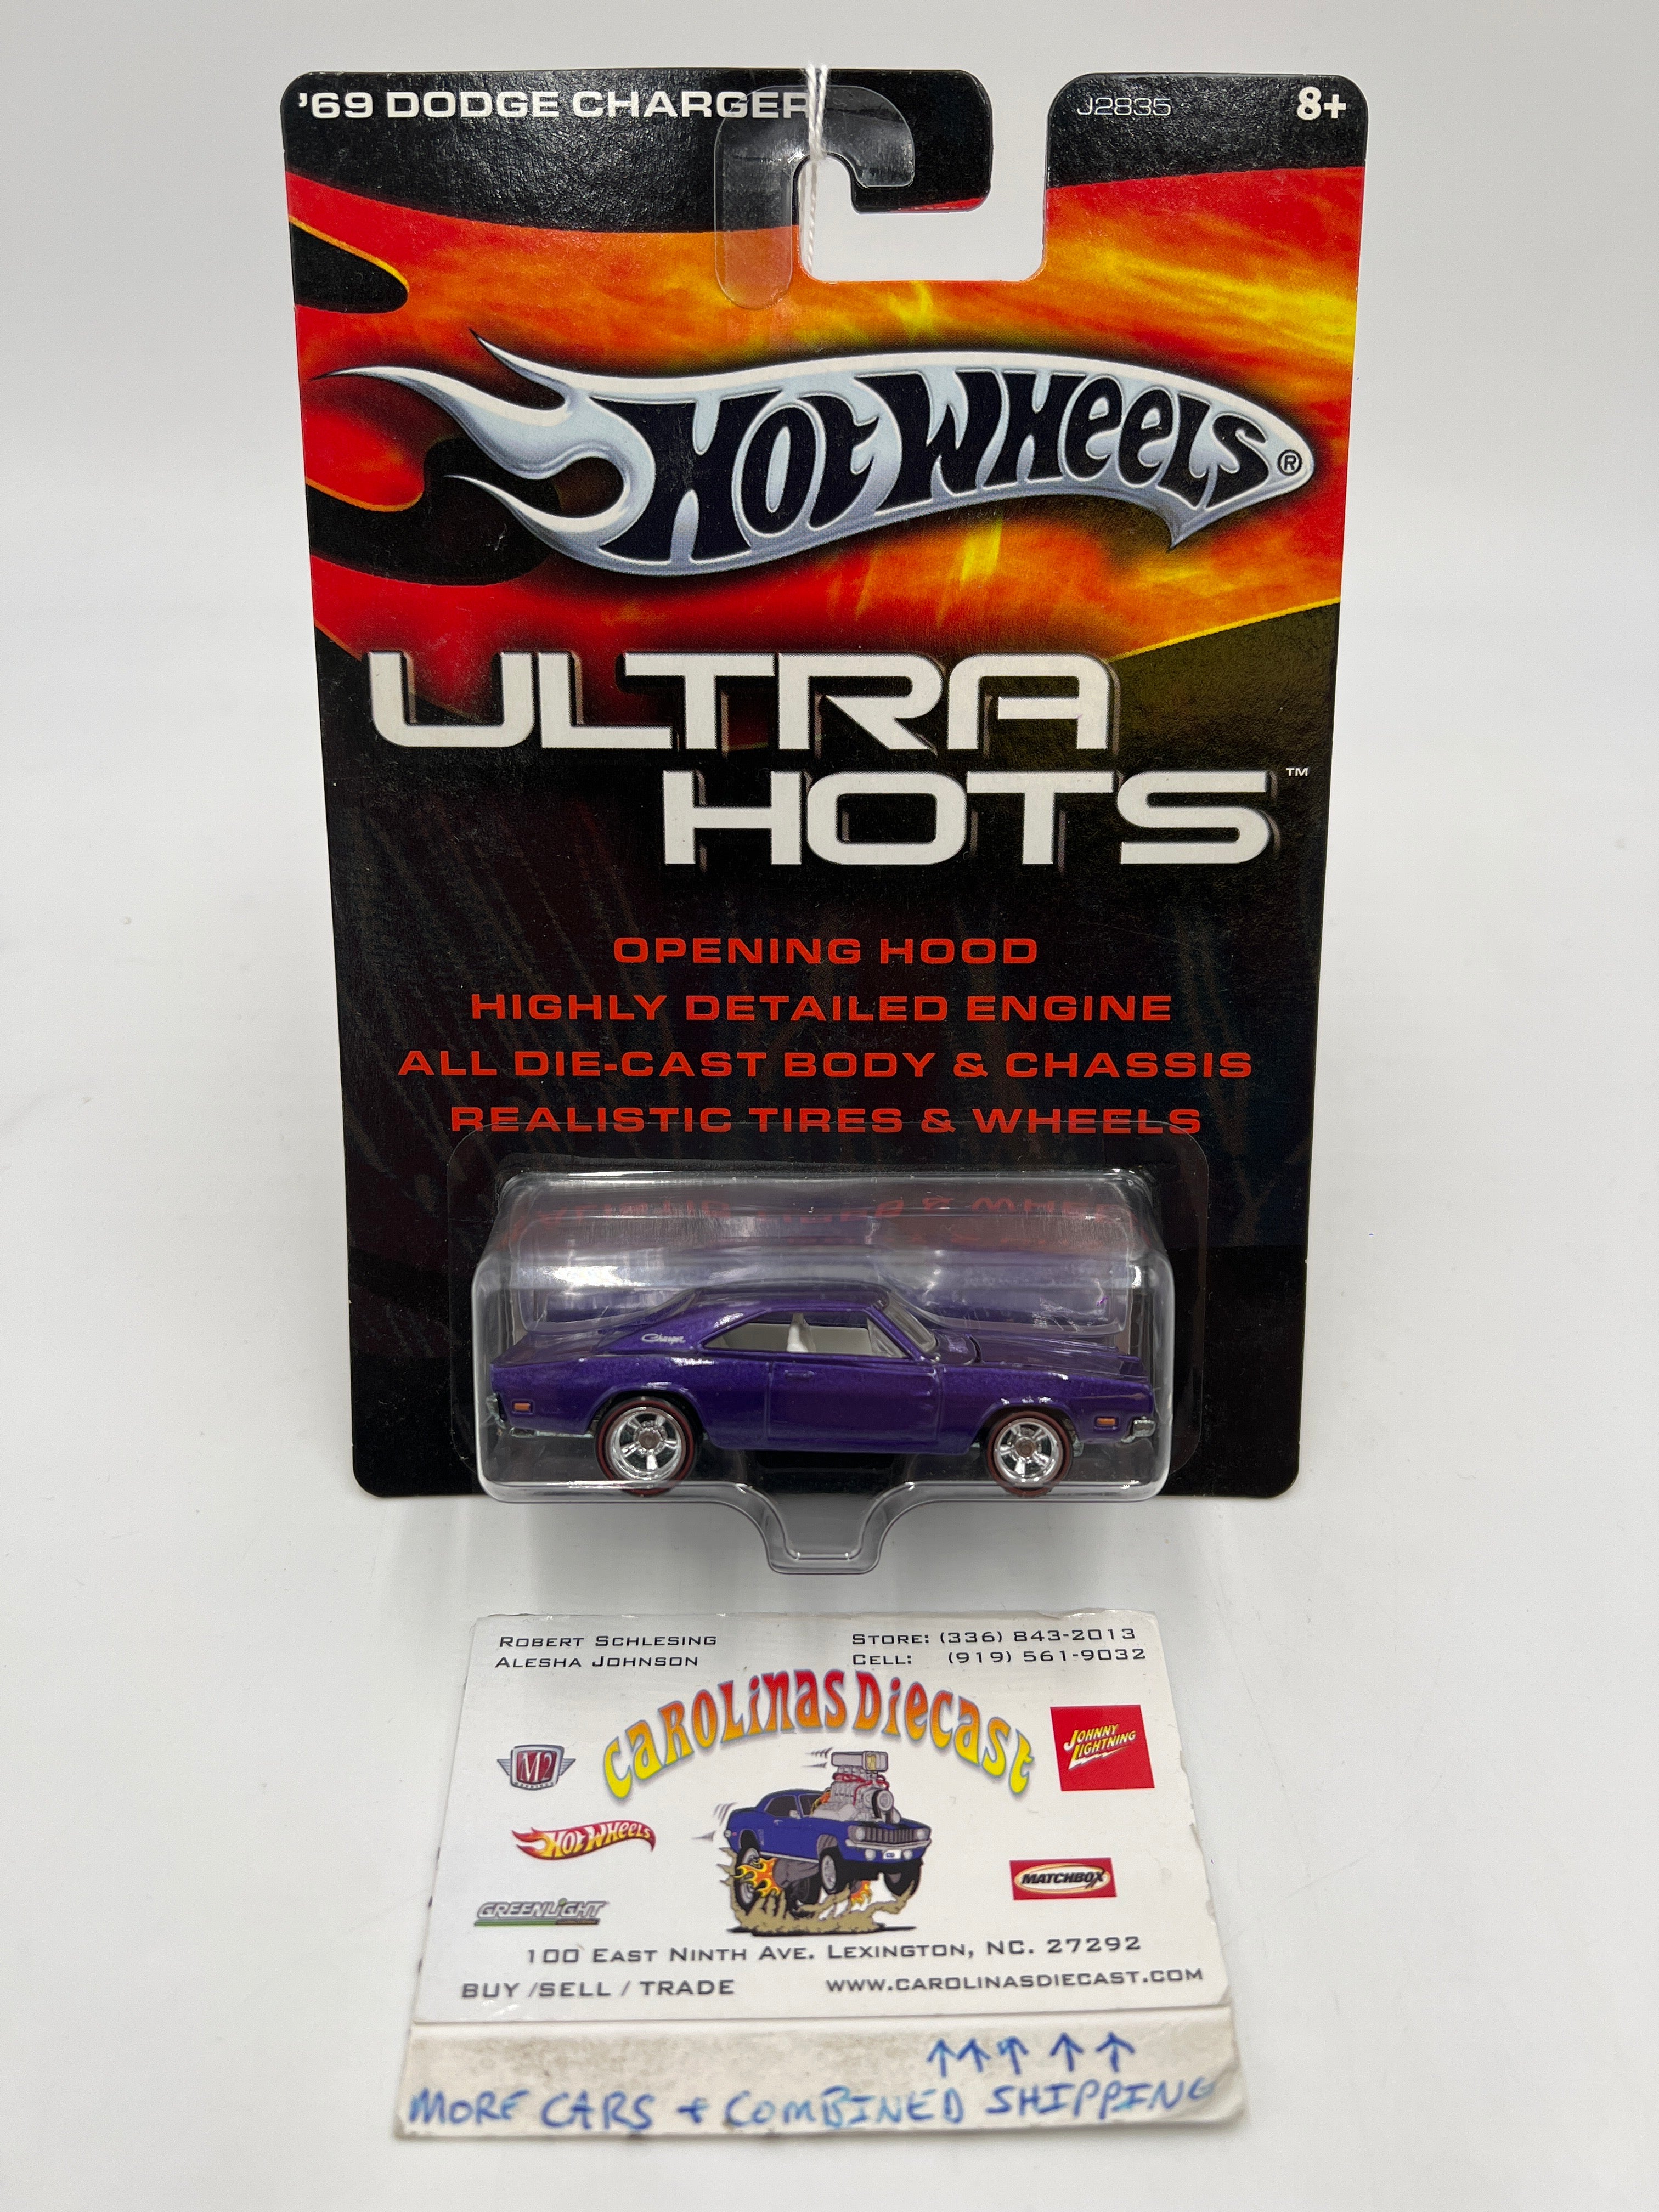 '69 DODGE CHARGER
J2835
8+
HOT WHEELS®
ULTRA
HOTS™
OPENING HOOD
HIGHLY DETAILED ENGINE
ALL DIE-CAST BODY & CHASSIS
REALISTIC TIRES & WHEELS
Charger
ROBERT SCHLESING
ALESHA JOHNSON
STORE: (336) 843-2013
CELL: (919) 561-9032
CAROLINAS DIECAST
M2
JOHNNY LIGHTNING
HOT WHEELS
MATCHBOX
GREENLIGHT
100 EAST NINTH AVE. LEXINGTON, NC. 27292
BUY /SELL / TRADE
WWW.CAROLINASDIECAST.COM
↑↑↑↑↑
MORE CARS + COMBINED SHIPPING